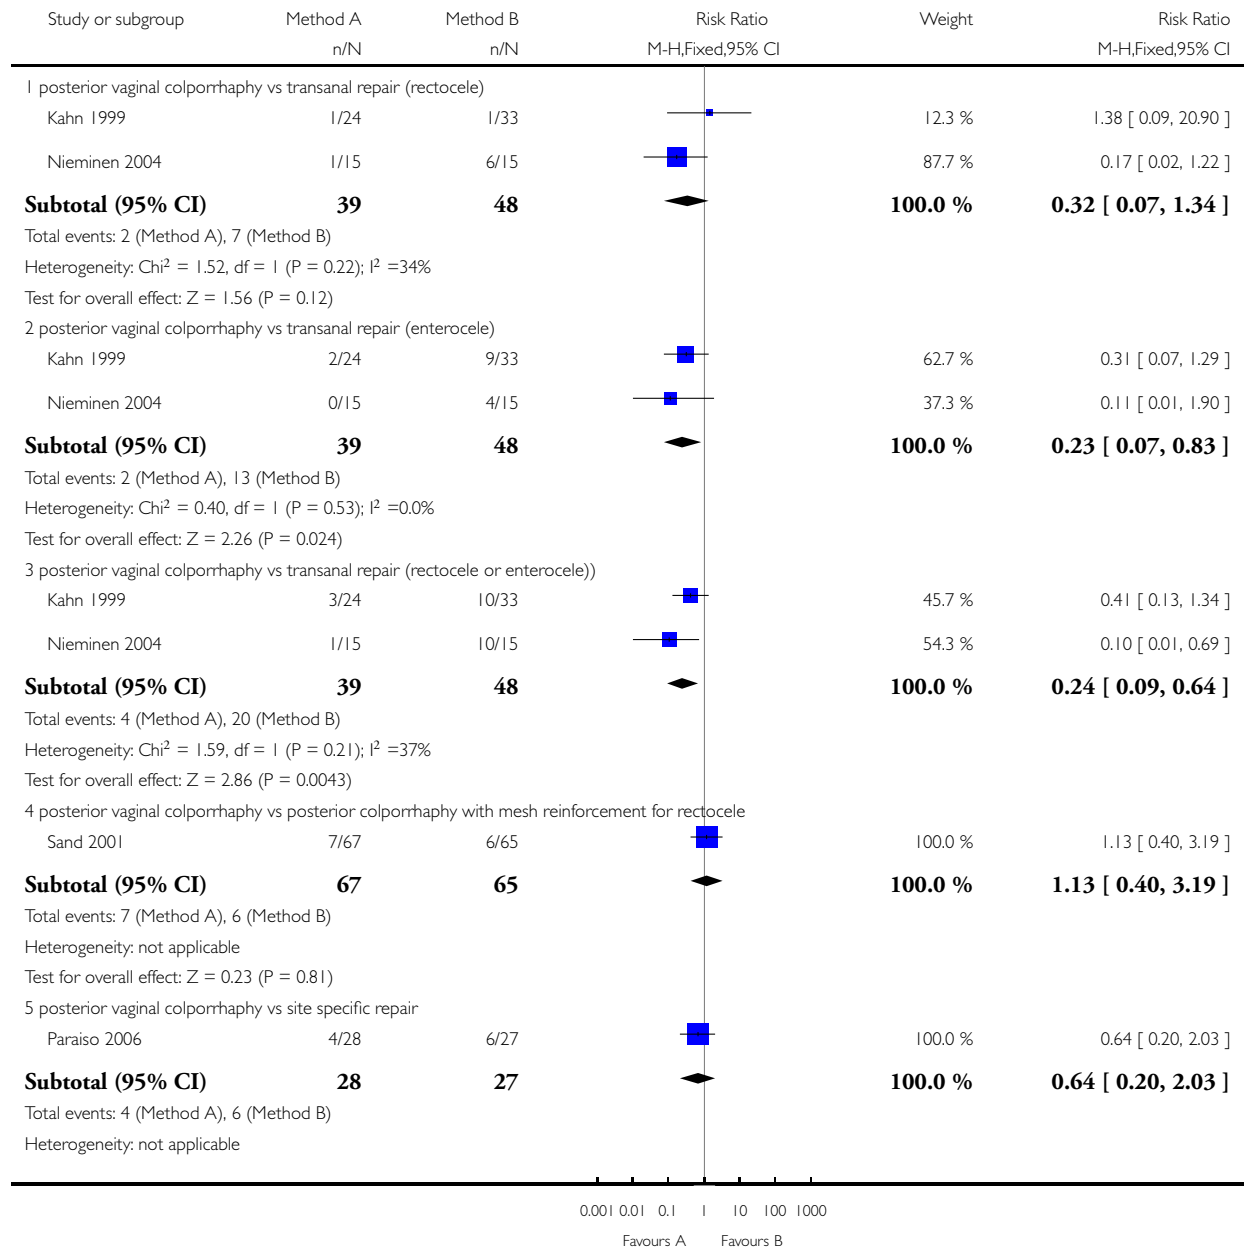 Study or subgroup Method A Method B Risk Ratio Weight Risk Ratio
n/N n/N M-H,Fixed,95% CI M-H,Fixed,95% CI
1 posterior vaginal colporrhaphy vs transanal repair (rectocele)
Kahn 1999 1/24 1/33 12.3 % 1.38 [ 0.09, 20.90 ]
Nieminen 2004 1/15 6/15 87.7 % 0.17 [ 0.02, 1.22 ]
Subtotal (95% CI) 39 48 100.0 % 0.32 [ 0.07, 1.34 ]
Total events: 2 (Method A), 7 (Method B)
Heterogeneity: Chi² = 1.52, df = 1 (P = 0.22); I² =34%
Test for overall effect: Z = 1.56 (P = 0.12)
2 posterior vaginal colporrhaphy vs transanal repair (enterocele)
Kahn 1999 2/24 9/33 62.7 % 0.31 [ 0.07, 1.29 ]
Nieminen 2004 0/15 4/15 37.3 % 0.11 [ 0.01, 1.90 ]
Subtotal (95% CI) 39 48 100.0 % 0.23 [ 0.07, 0.83 ]
Total events: 2 (Method A), 13 (Method B)
Heterogeneity: Chi² = 0.40, df = 1 (P = 0.53); I² =0.0%
Test for overall effect: Z = 2.26 (P = 0.024)
3 posterior vaginal colporrhaphy vs transanal repair (rectocele or enterocele))
Kahn 1999 3/24 10/33 45.7 % 0.41 [ 0.13, 1.34 ]
Nieminen 2004 1/15 10/15 54.3 % 0.10 [ 0.01, 0.69 ]
Subtotal (95% CI) 39 48 100.0 % 0.24 [ 0.09, 0.64 ]
Total events: 4 (Method A), 20 (Method B)
Heterogeneity: Chi² = 1.59, df = 1 (P = 0.21); I² =37%
Test for overall effect: Z = 2.86 (P = 0.0043)
4 posterior vaginal colporrhaphy vs posterior colporrhaphy with mesh reinforcement for rectocele
Sand 2001 7/67 6/65 100.0 % 1.13 [ 0.40, 3.19 ]
Subtotal (95% CI) 67 65 100.0 % 1.13 [ 0.40, 3.19 ]
Total events: 7 (Method A), 6 (Method B)
Heterogeneity: not applicable
Test for overall effect: Z = 0.23 (P = 0.81)
5 posterior vaginal colporrhaphy vs site specific repair
Paraiso 2006 4/28 6/27 100.0 % 0.64 [ 0.20, 2.03 ]
Subtotal (95% CI) 28 27 100.0 % 0.64 [ 0.20, 2.03 ]
Total events: 4 (Method A), 6 (Method B)
Heterogeneity: not applicable
0.001 0.01 0.1 1 10 100 1000
Favours A Favours B